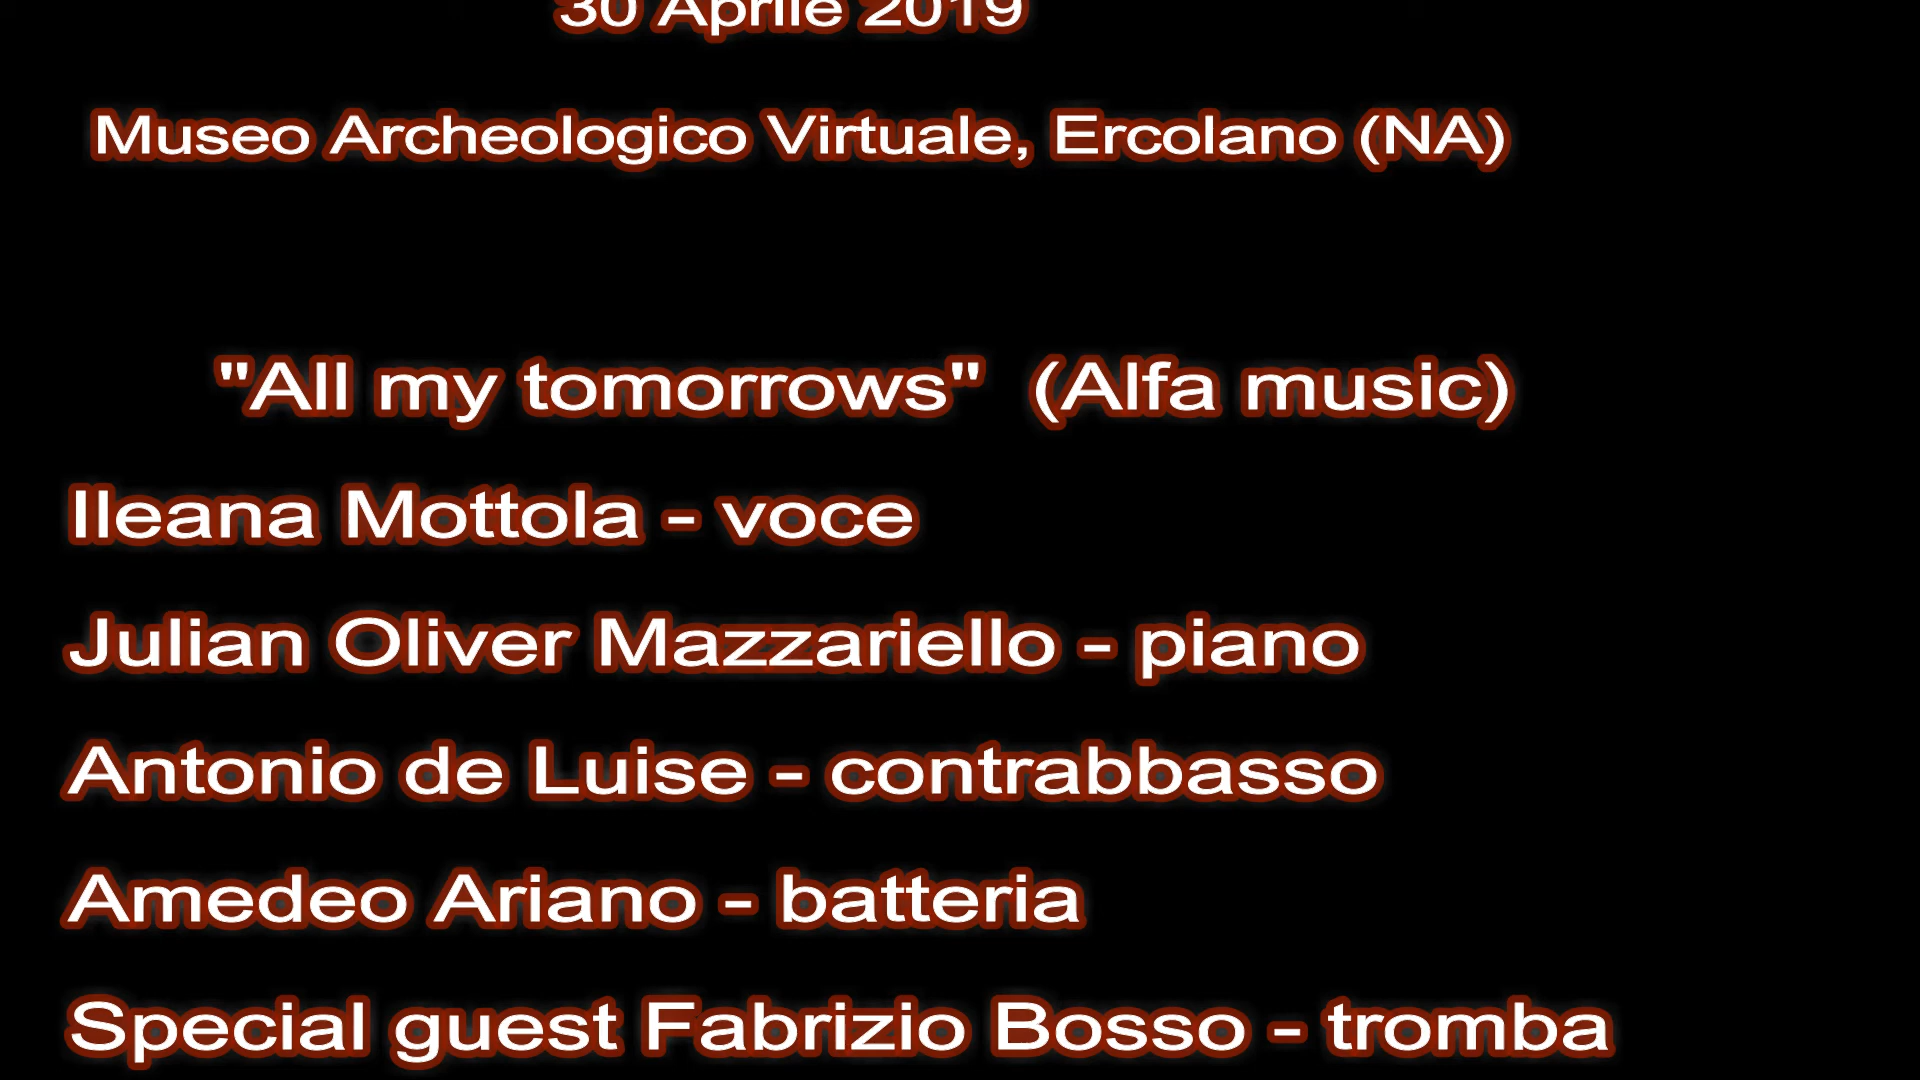 30 Aprile 2019
Museo Archeologico Virtuale, Ercolano (NA)
"All my tomorrows" (Alfa music)
Ileana Mottola - voce
Julian Oliver Mazzariello - piano
Antonio de Luise - contrabbasso
Amedeo Ariano - batteria
Special guest Fabrizio Bosso - tromba